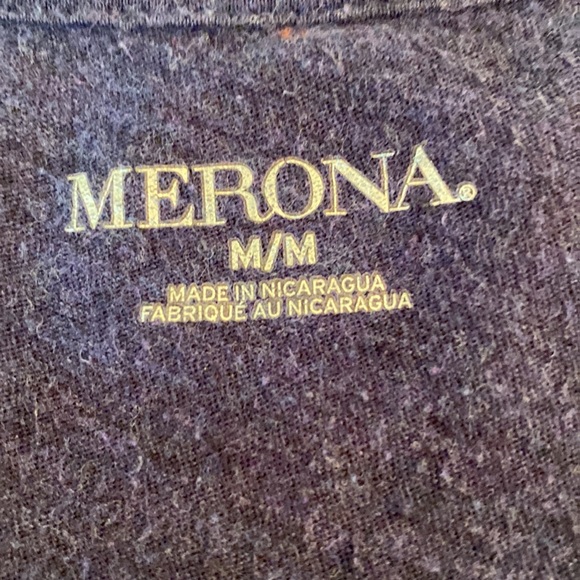 MERONA®
M/M
MADE IN NICARAGUA
FABRIQUÉ AU NICARAGUA